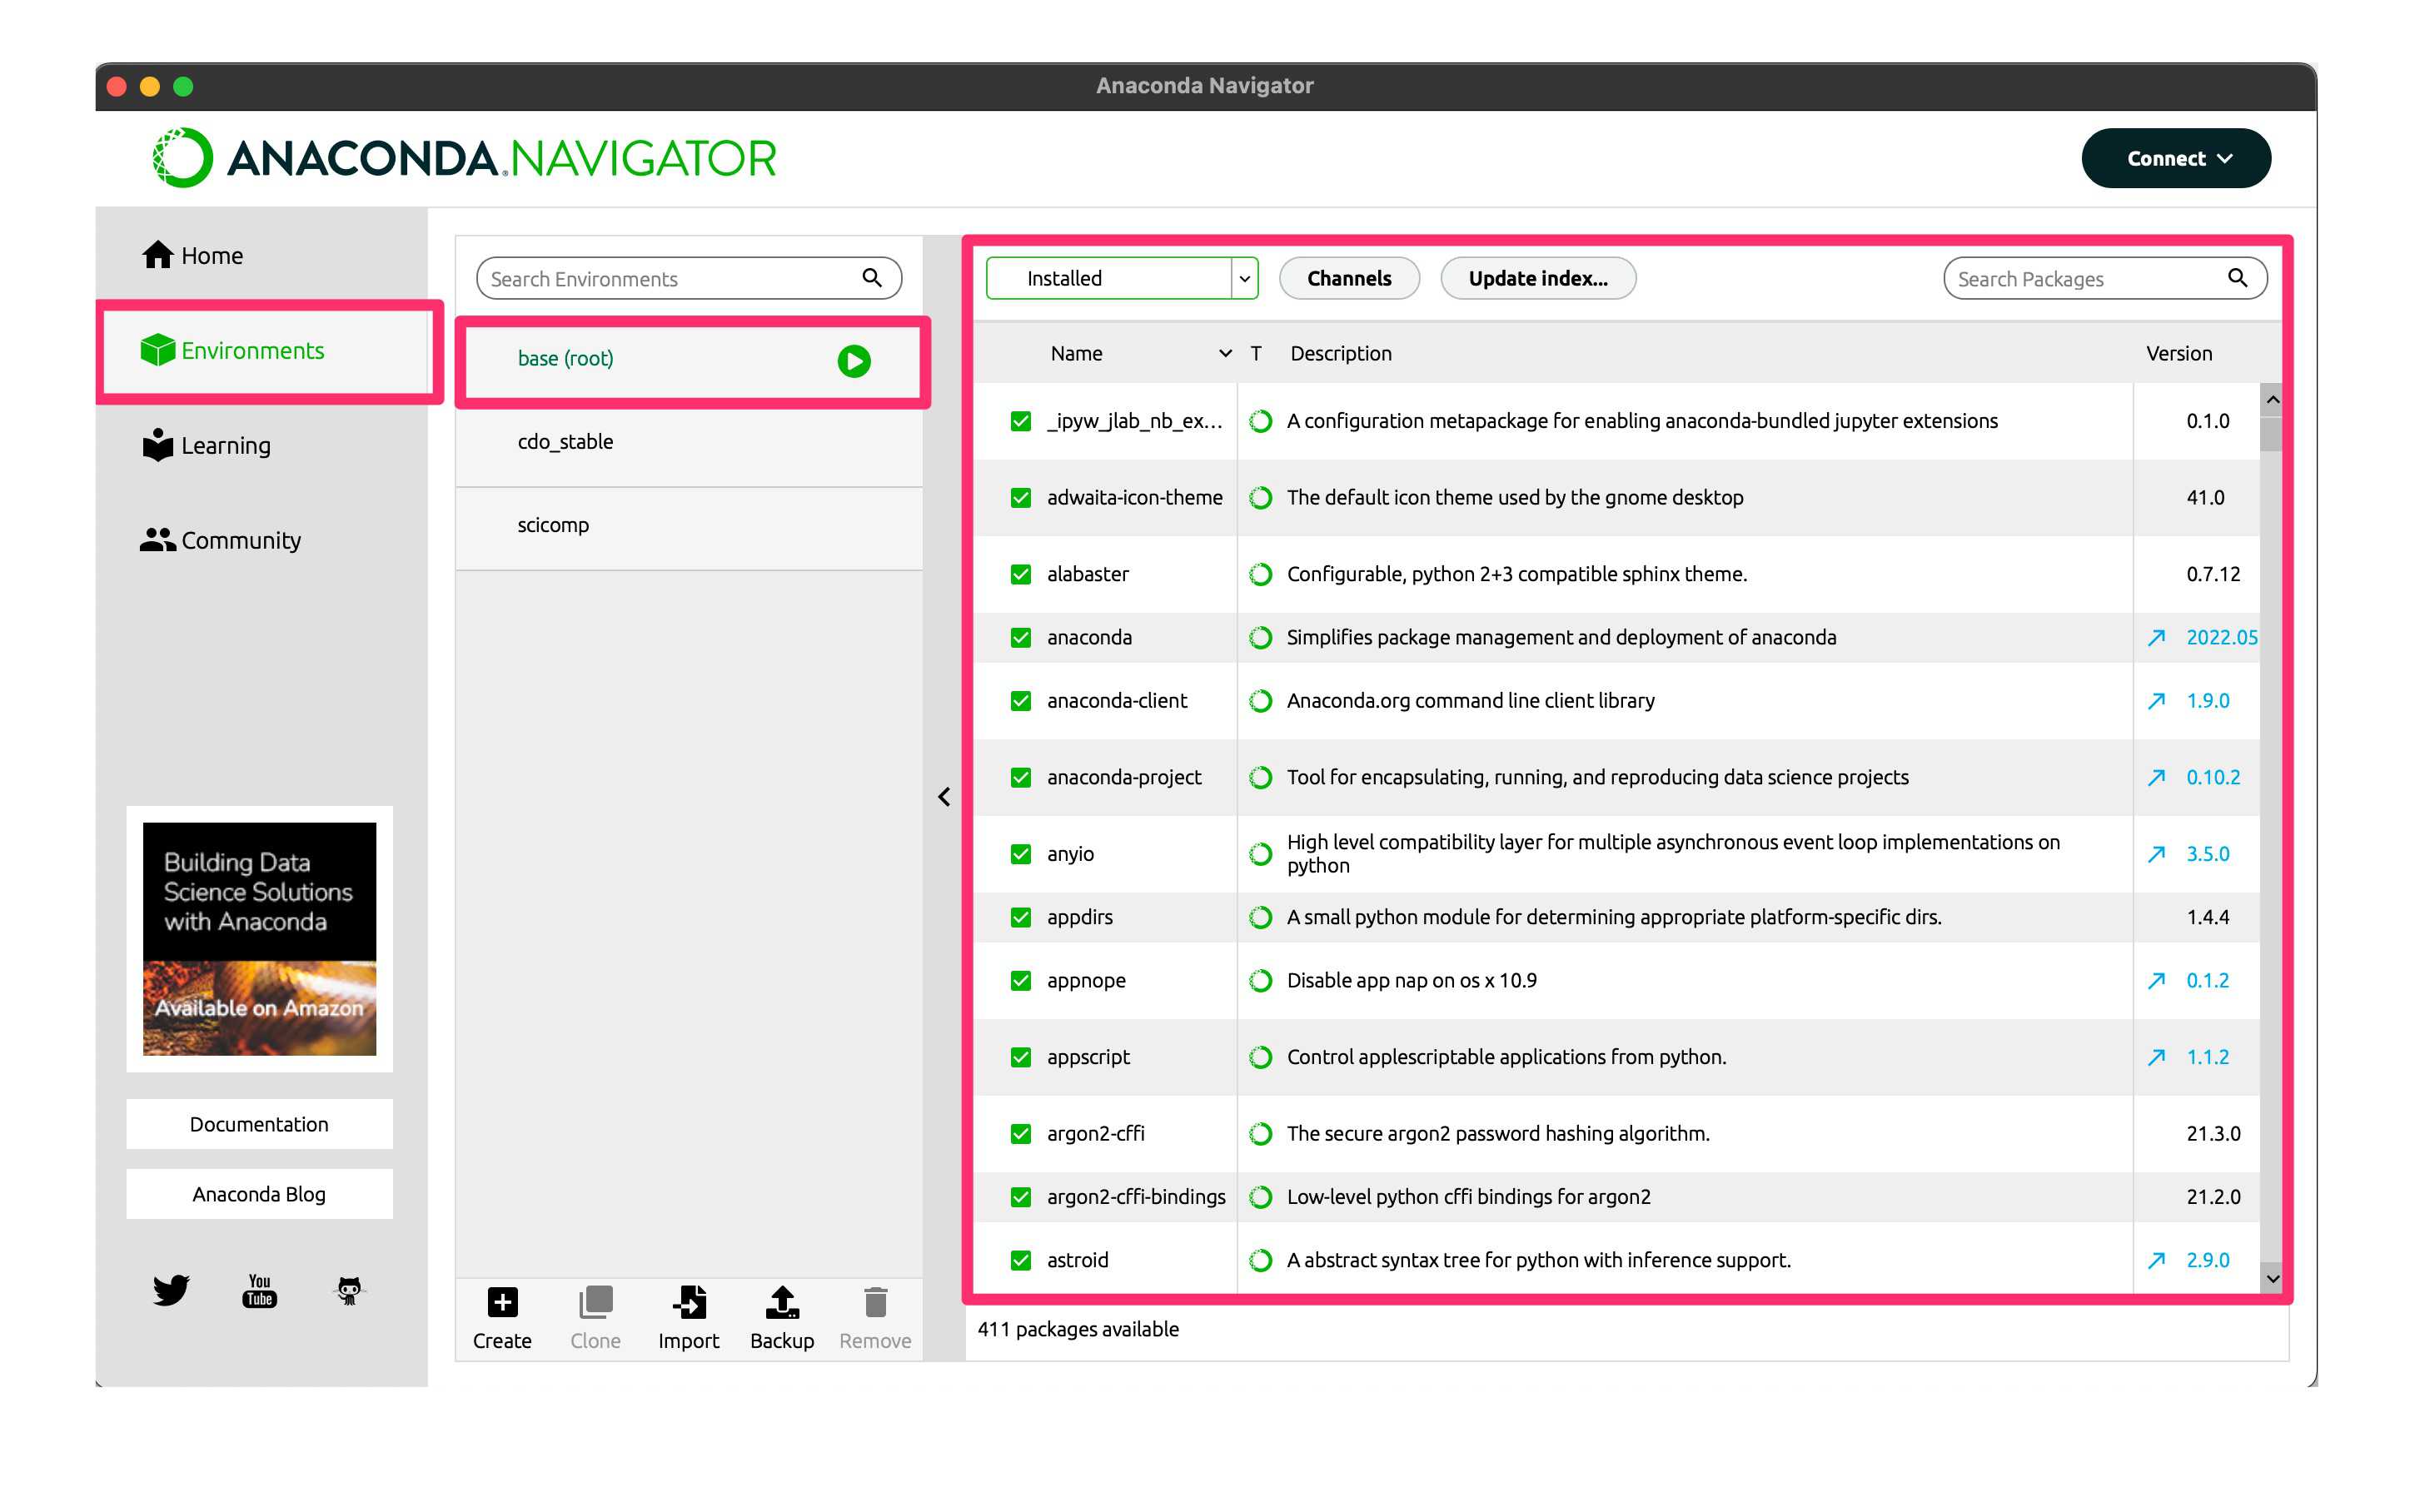 Anaconda Navigator
ANACONDA.NAVIGATOR
Connect
Home
Environments
Learning
Community
Building Data
Science Solutions
with Anaconda
Available on Amazon
Documentation
Anaconda Blog
You
Tube
Search Environments
base (root)
cdo_stable
scicomp
Create Clone Import Backup Remove
Installed Channels Update index... Search Packages
Name T Description Version
_ipyw_jlab_nb_ex... A configuration metapackage for enabling anaconda-bundled jupyter extensions 0.1.0
adwaita-icon-theme The default icon theme used by the gnome desktop 41.0
alabaster Configurable, python 2+3 compatible sphinx theme. 0.7.12
anaconda Simplifies package management and deployment of anaconda 2022.05
anaconda-client Anaconda.org command line client library 1.9.0
anaconda-project Tool for encapsulating, running, and reproducing data science projects 0.10.2
anyio High level compatibility layer for multiple asynchronous event loop implementations on
python 3.5.0
appdirs A small python module for determining appropriate platform-specific dirs. 1.4.4
appnope Disable app nap on os x 10.9 0.1.2
appscript Control applescriptable applications from python. 1.1.2
argon2-cffi The secure argon2 password hashing algorithm. 21.3.0
argon2-cffi-bindings Low-level python cffi bindings for argon2 21.2.0
astroid A abstract syntax tree for python with inference support. 2.9.0
411 packages available